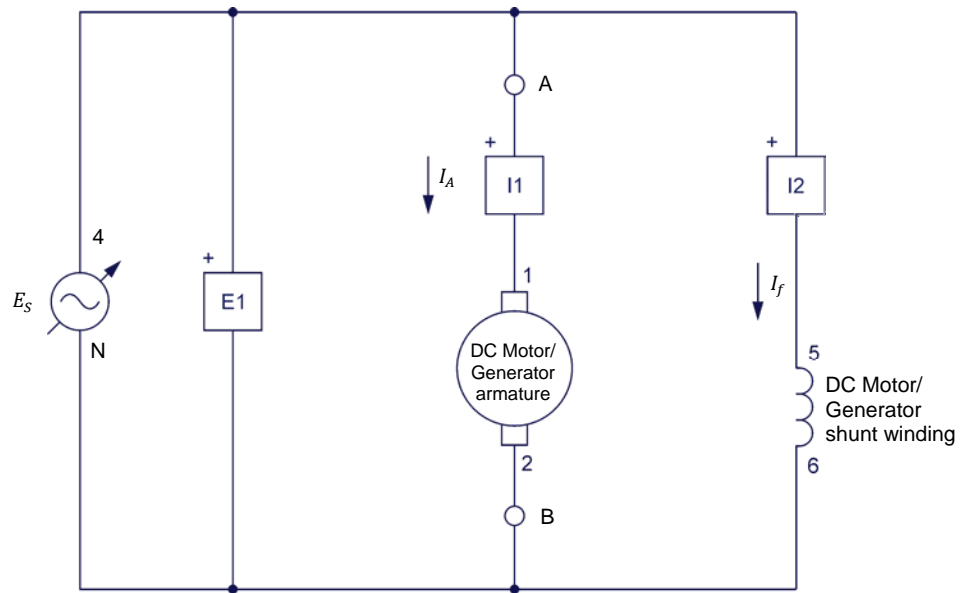 A
+
+
I1
I2
I_A
4
+
1
E_S
E1
I_f
N
DC Motor/
Generator
armature
5
DC Motor/
Generator
shunt winding
2
6
B